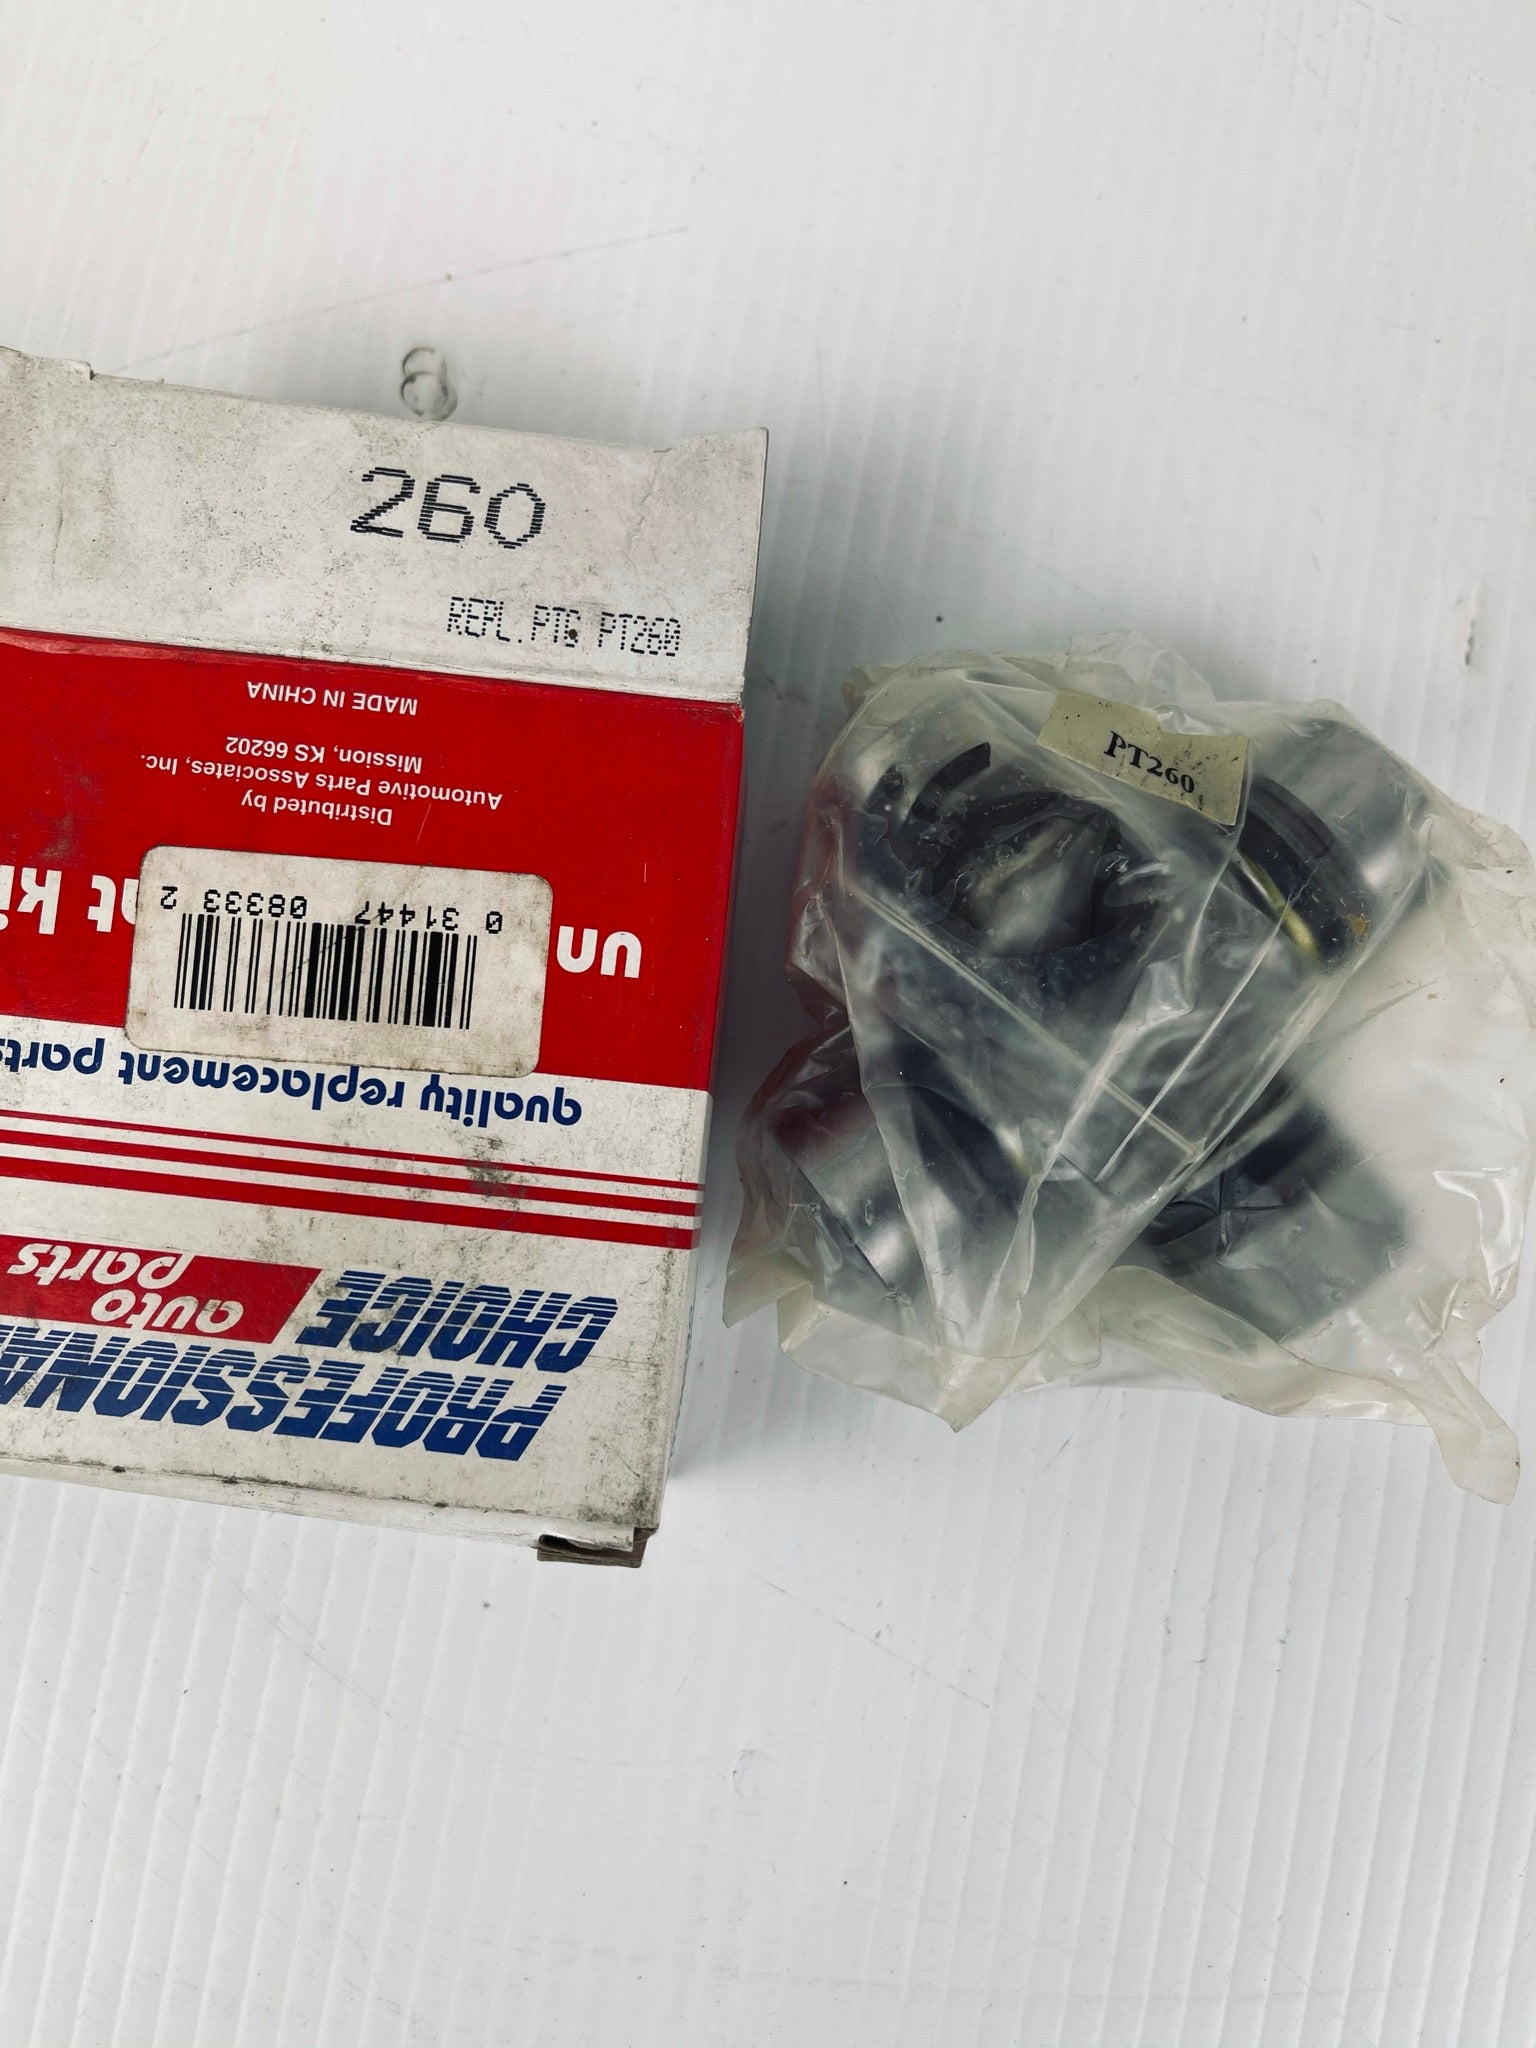 260
REPL. PTG PT260
PROFESSIONA
CHOICE
auto
parts
quality replacement parts
0 31447 08333 2
Distributed by
Automotive Parts Associates, Inc.
Mission, KS 66202
MADE IN CHINA
PT260